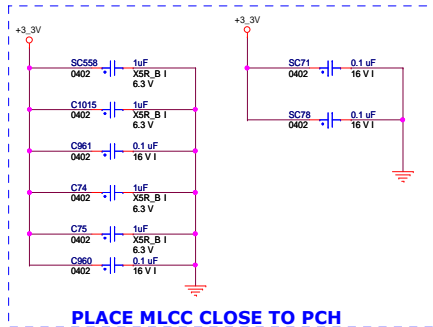 +3_3V
SC558 1uF
0402 X5R_B I
6.3 V
C1015 1uF
0402 X5R_B I
6.3 V
C961 0.1 uF
0402 16 V I
C74 1uF
0402 X5R_B I
6.3 V
C75 1uF
0402 X5R_B I
6.3 V
C960 0.1 uF
0402 16 V I
+3_3V
SC71 0.1 uF
0402 16 V I
SC78 0.1 uF
0402 16 V I
PLACE MLCC CLOSE TO PCH